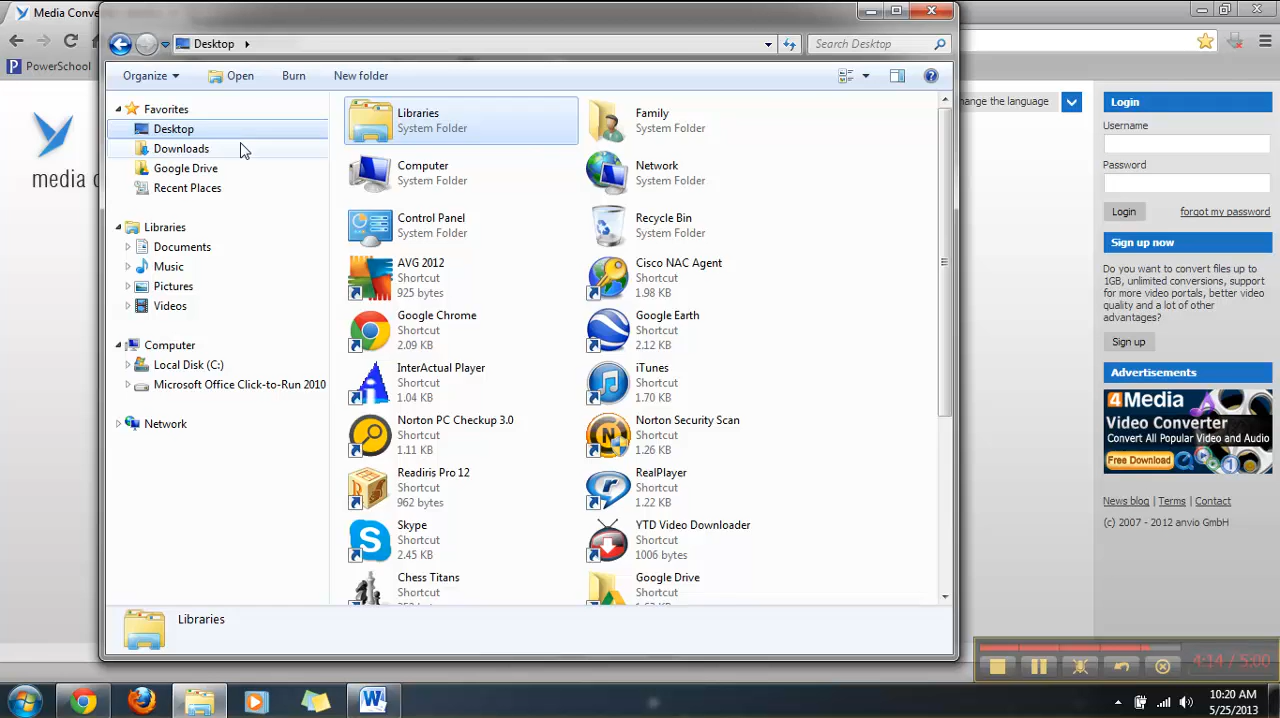 Media Conve
PowerSchool
Desktop
Search Desktop
Organize
Open
Burn
New folder
Favorites
Desktop
Downloads
Google Drive
Recent Places
Libraries
Documents
Music
Pictures
Videos
Computer
Local Disk (C:)
Microsoft Office Click-to-Run 2010
Network
Libraries
System Folder
Family
System Folder
Computer
System Folder
Network
System Folder
Control Panel
System Folder
Recycle Bin
System Folder
AVG 2012
Shortcut
925 bytes
Cisco NAC Agent
Shortcut
1.98 KB
Google Chrome
Shortcut
2.09 KB
Google Earth
Shortcut
2.12 KB
InterActual Player
Shortcut
1.04 KB
iTunes
Shortcut
1.70 KB
Norton PC Checkup 3.0
Shortcut
1.11 KB
Norton Security Scan
Shortcut
1.26 KB
Readiris Pro 12
Shortcut
962 bytes
RealPlayer
Shortcut
1.22 KB
Skype
Shortcut
2.45 KB
YTD Video Downloader
Shortcut
1006 bytes
Chess Titans
Shortcut
Google Drive
Shortcut
Libraries
media c
hange the language
Login
Username
Password
Login
forgot my password
Sign up now
Do you want to convert files up to
1GB, unlimited conversions, support
for more video portals, better video
quality and a lot of other
advantages?
Sign up
Advertisements
4Media
Video Converter
Convert All Popular Video and Audio
Free Download
News blog | Terms | Contact
(c) 2007 - 2012 anvio GmbH
4:14 / 5:00
10:20 AM
5/25/2013